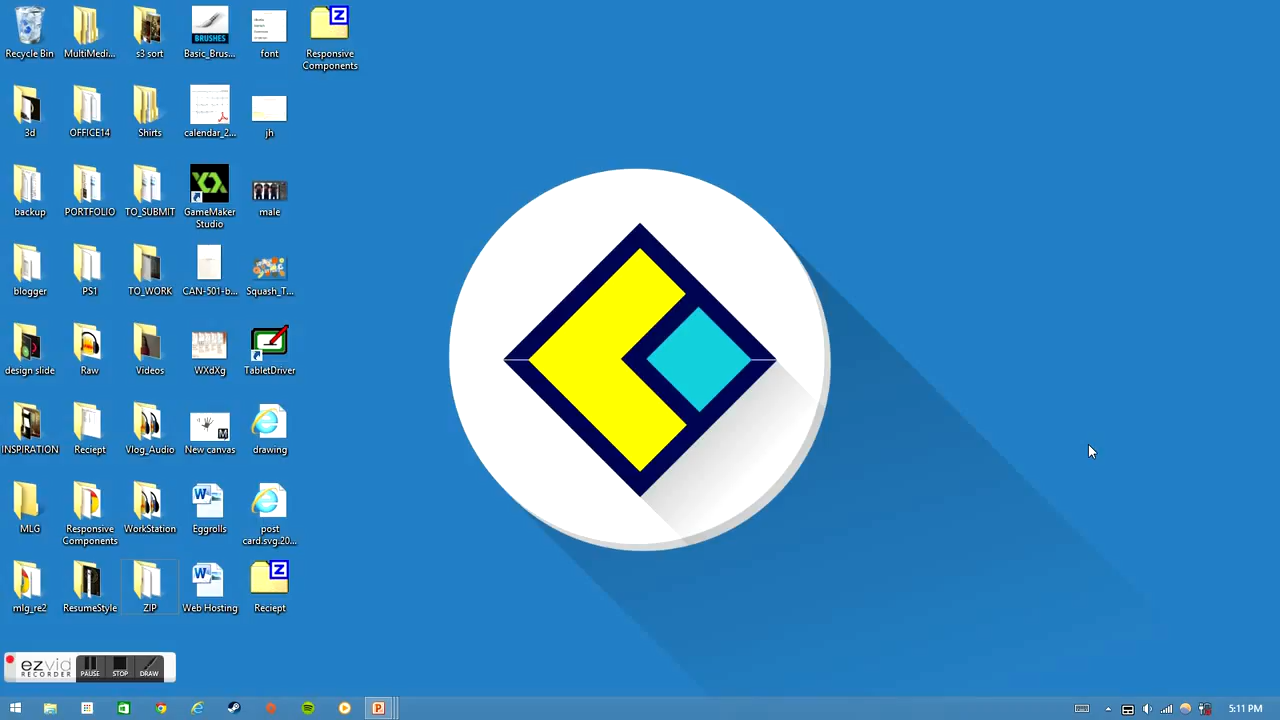 Recycle Bin
MultiMedi...
s3 sort
BRUSHES
Basic_Brus...
font
Z
Responsive
Components
3d
OFFICE14
Shirts
calendar_2...
jh
backup
PORTFOLIO
TO_SUBMIT
GameMaker
Studio
male
blogger
PS1
TO_WORK
CAN-501-b...
Squash_T...
design slide
Raw
Videos
WXdXg
TabletDriver
INSPIRATION
Reciept
Vlog_Audio
M
New canvas
drawing
MLG
Responsive
Components
WorkStation
W
Eggrolls
post
card.svg.20...
mlg_re2
ResumeStyle
ZIP
W
Web Hosting
Z
Reciept
ezvid
RECORDER
PAUSE
STOP
DRAW
P
5:11 PM